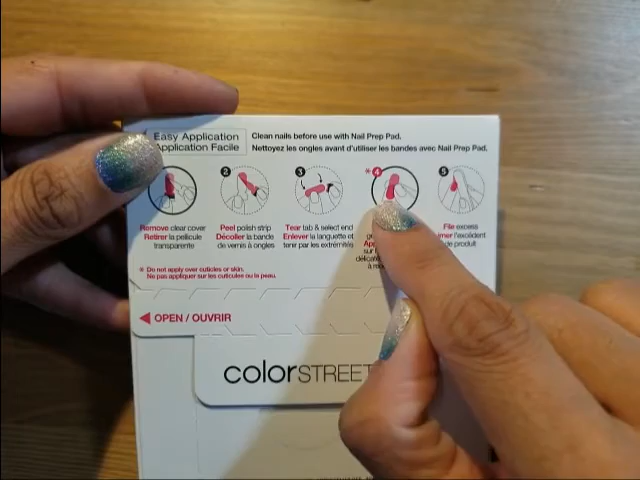 Easy Application
Application Facile
Clean nails before use with Nail Prep Pad.
Nettoyez les ongles avant d'utiliser les bandes avec Nail Prep Pad.
2
3
*4
5
Remove clear cover
Retirer la pellicule
transparente
Peel polish strip
Décoller la bande
de vernis à ongles
Tear tab & select end
Enlever la languette et
tenir par les extrémités
File excess
l'excédent
de produit
* Do not apply over cuticles or skin.
Ne pas appliquer sur les cuticules ou la peau.
OPEN / OUVRIR
colorSTREET